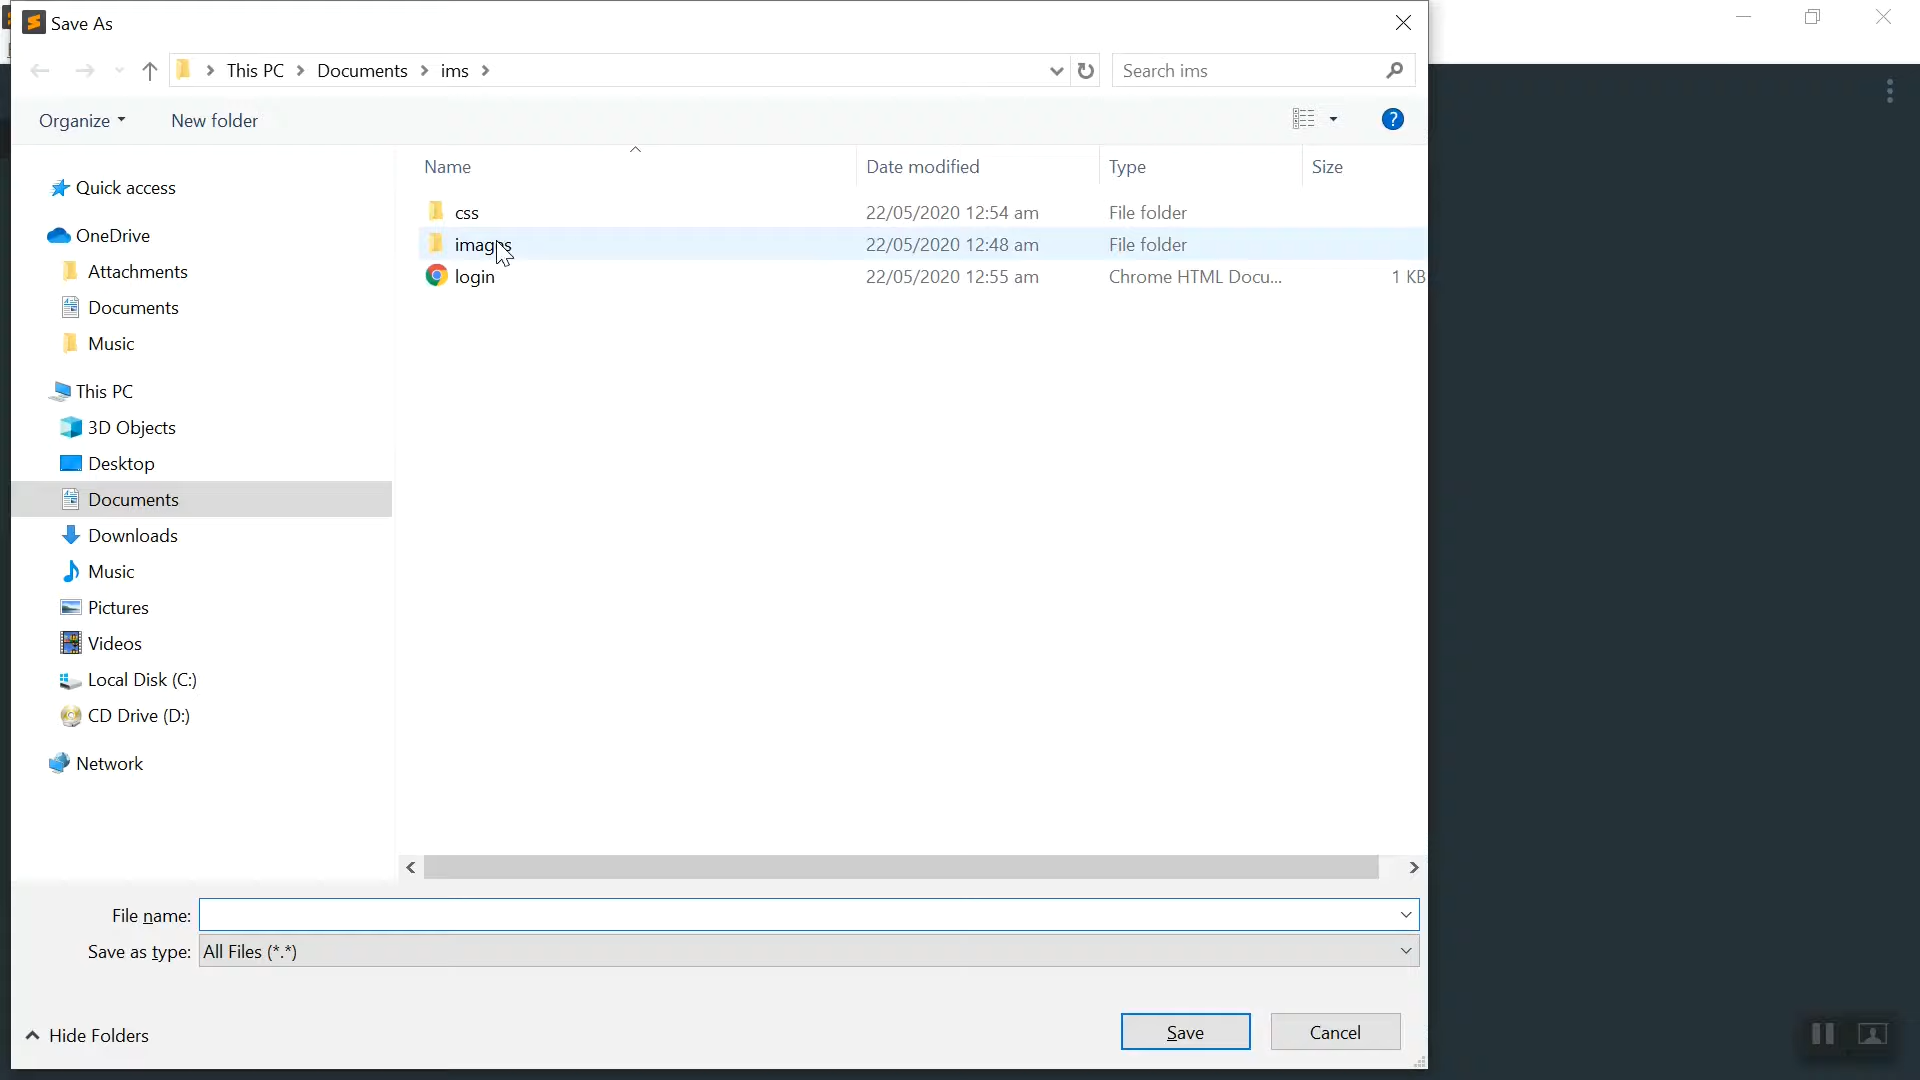 Save As
This PC Documents ims
Search ims
Organize New folder
?
Name Date modified Type Size
css 22/05/2020 12:54 am File folder
images 22/05/2020 12:48 am File folder
login 22/05/2020 12:55 am Chrome HTML Docu... 1 KB
Quick access
OneDrive
Attachments
Documents
Music
This PC
3D Objects
Desktop
Documents
Downloads
Music
Pictures
Videos
Local Disk (C:)
CD Drive (D:)
Network
File name:
Save as type: All Files (*.*)
Hide Folders
Save Cancel